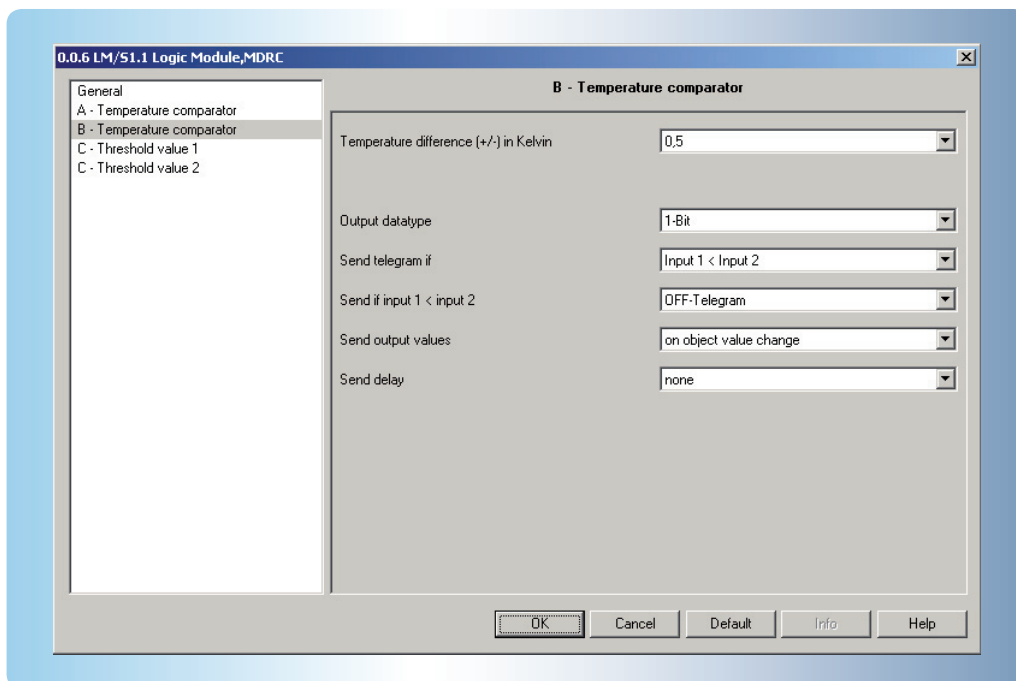 0.0.6 LM/S1.1 Logic Module,MDRC
General
A - Temperature comparator
B - Temperature comparator
C - Threshold value 1
C - Threshold value 2
B - Temperature comparator
Temperature difference (+/-) in Kelvin 0,5
Output datatype 1-Bit
Send telegram if Input 1 < Input 2
Send if input 1 < input 2 OFF-Telegram
Send output values on object value change
Send delay none
OK Cancel Default Info Help